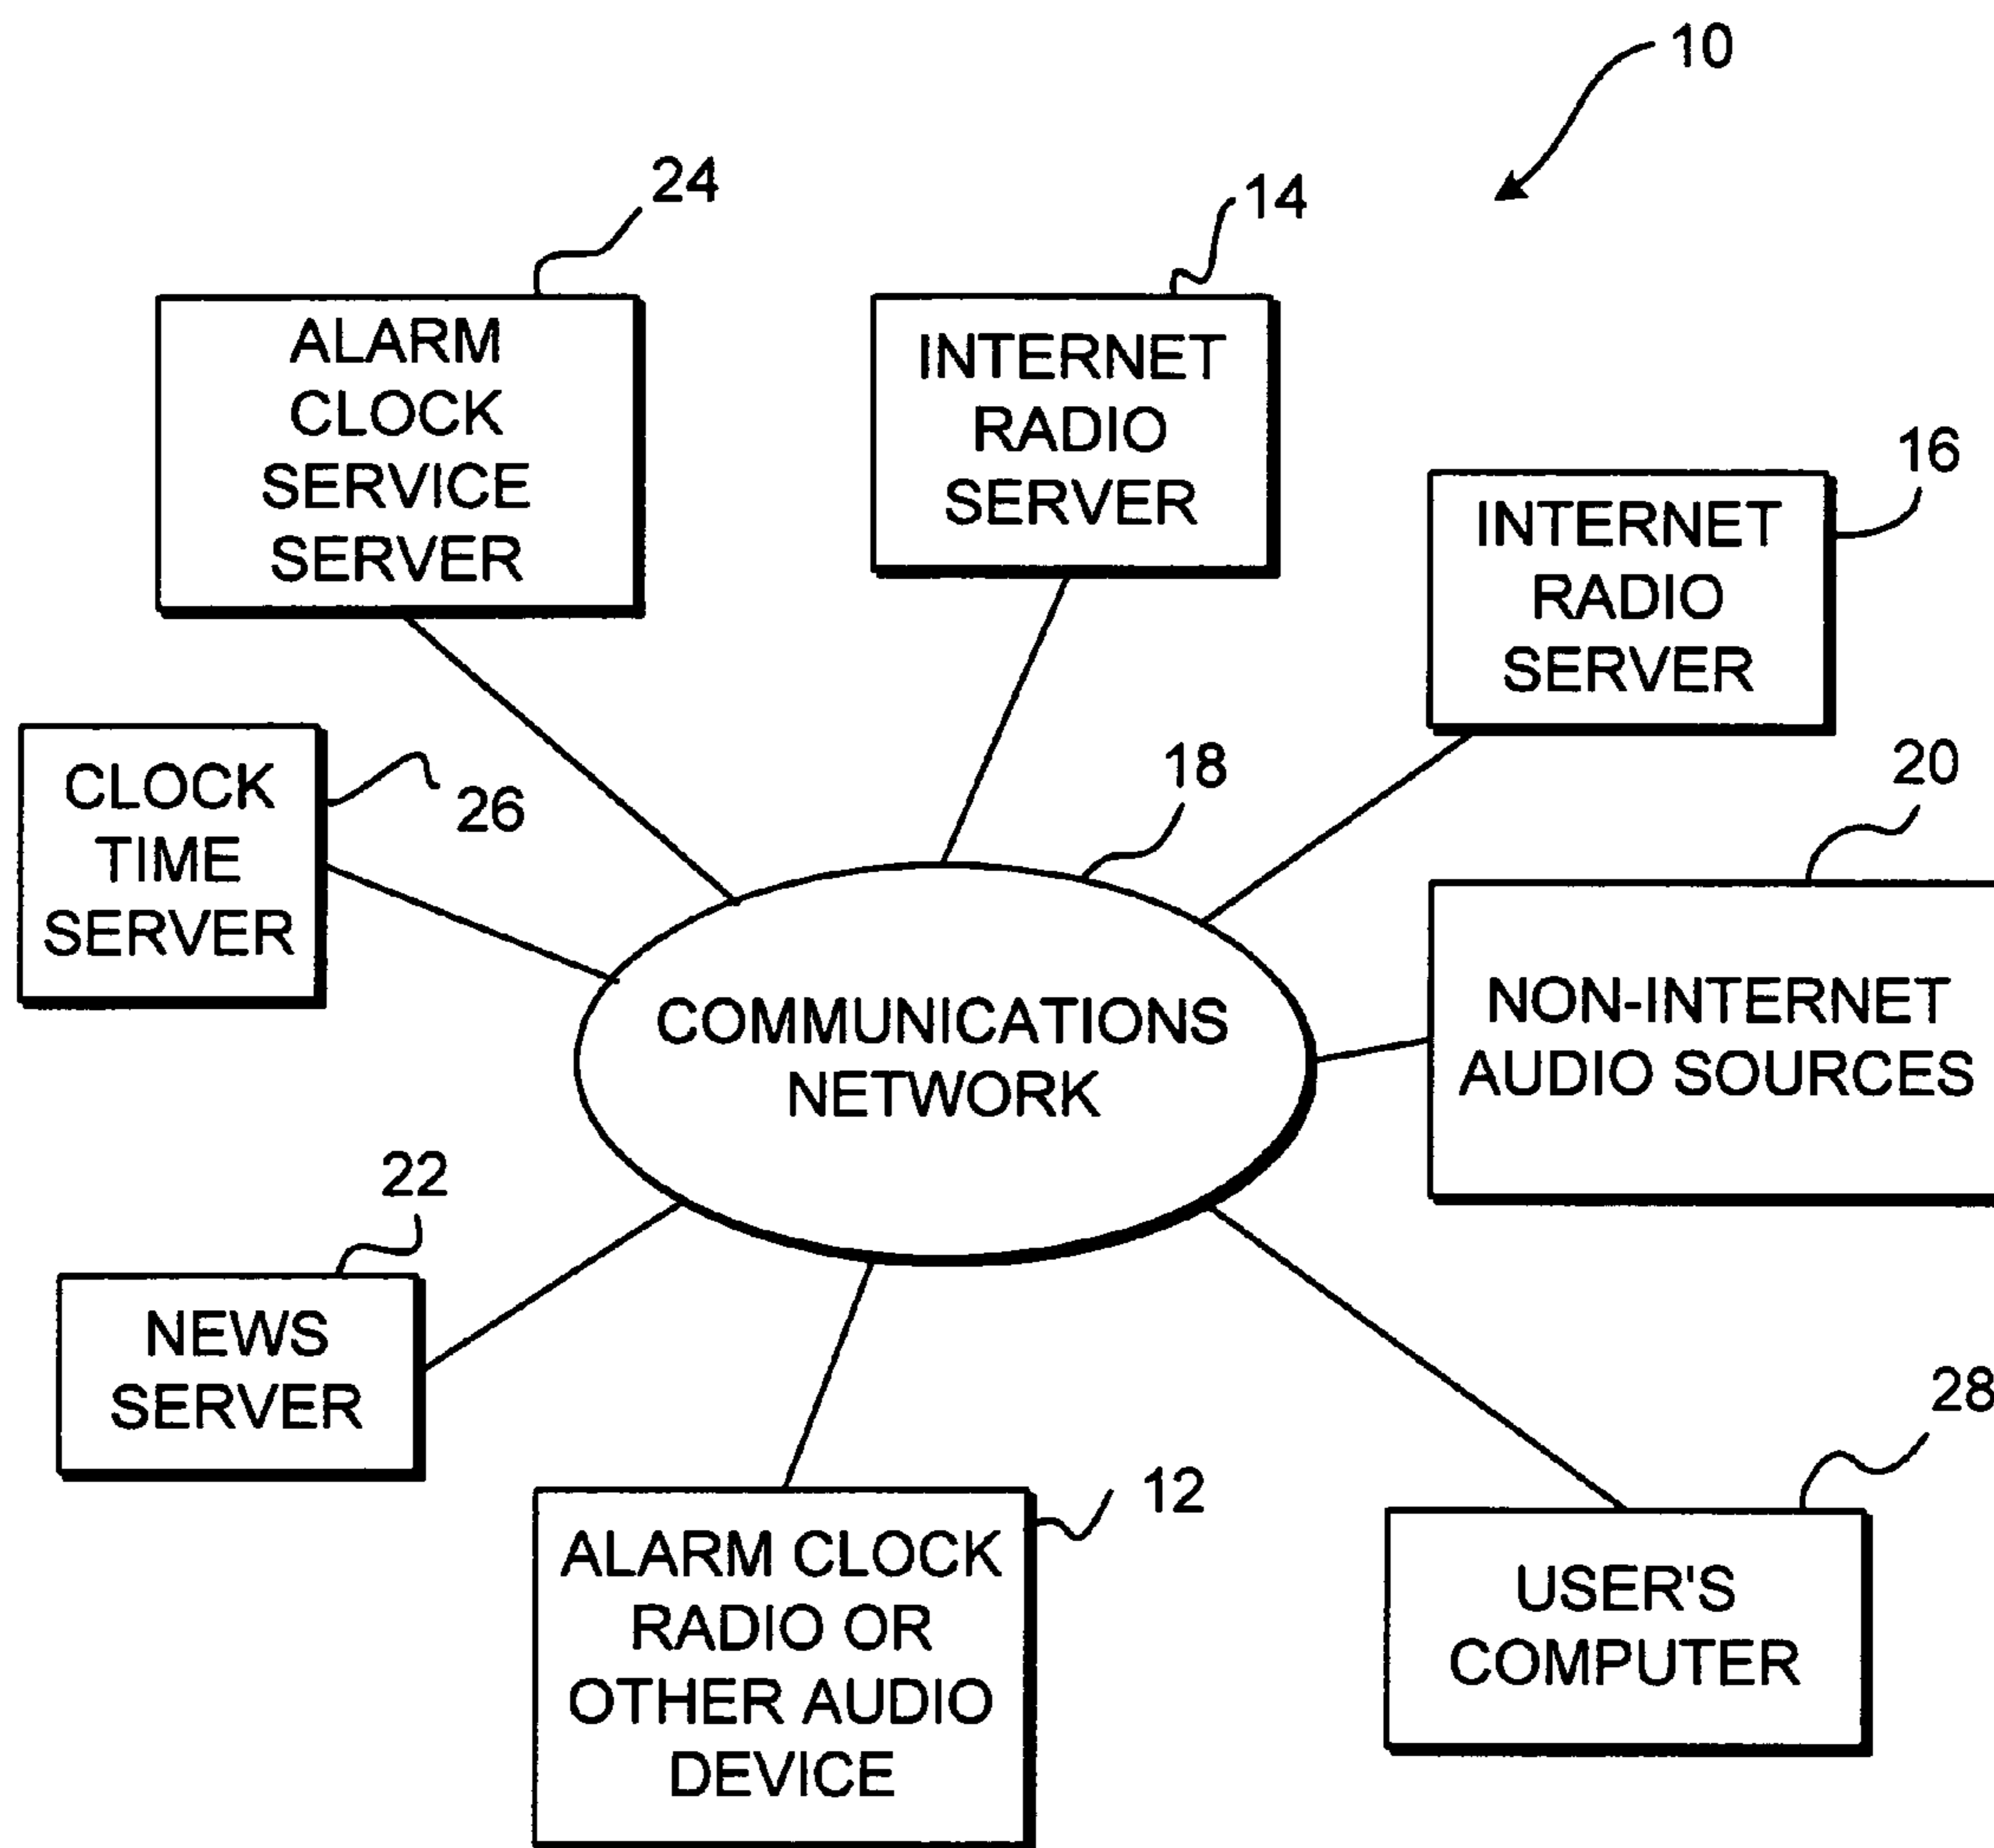 10
24
14
ALARM
CLOCK
SERVICE
SERVER
INTERNET
RADIO
SERVER
16
INTERNET
RADIO
SERVER
CLOCK
TIME
SERVER
26
18
20
COMMUNICATIONS
NETWORK
NON-INTERNET
AUDIO SOURCES
22
NEWS
SERVER
12
ALARM CLOCK
RADIO OR
OTHER AUDIO
DEVICE
28
USER'S
COMPUTER